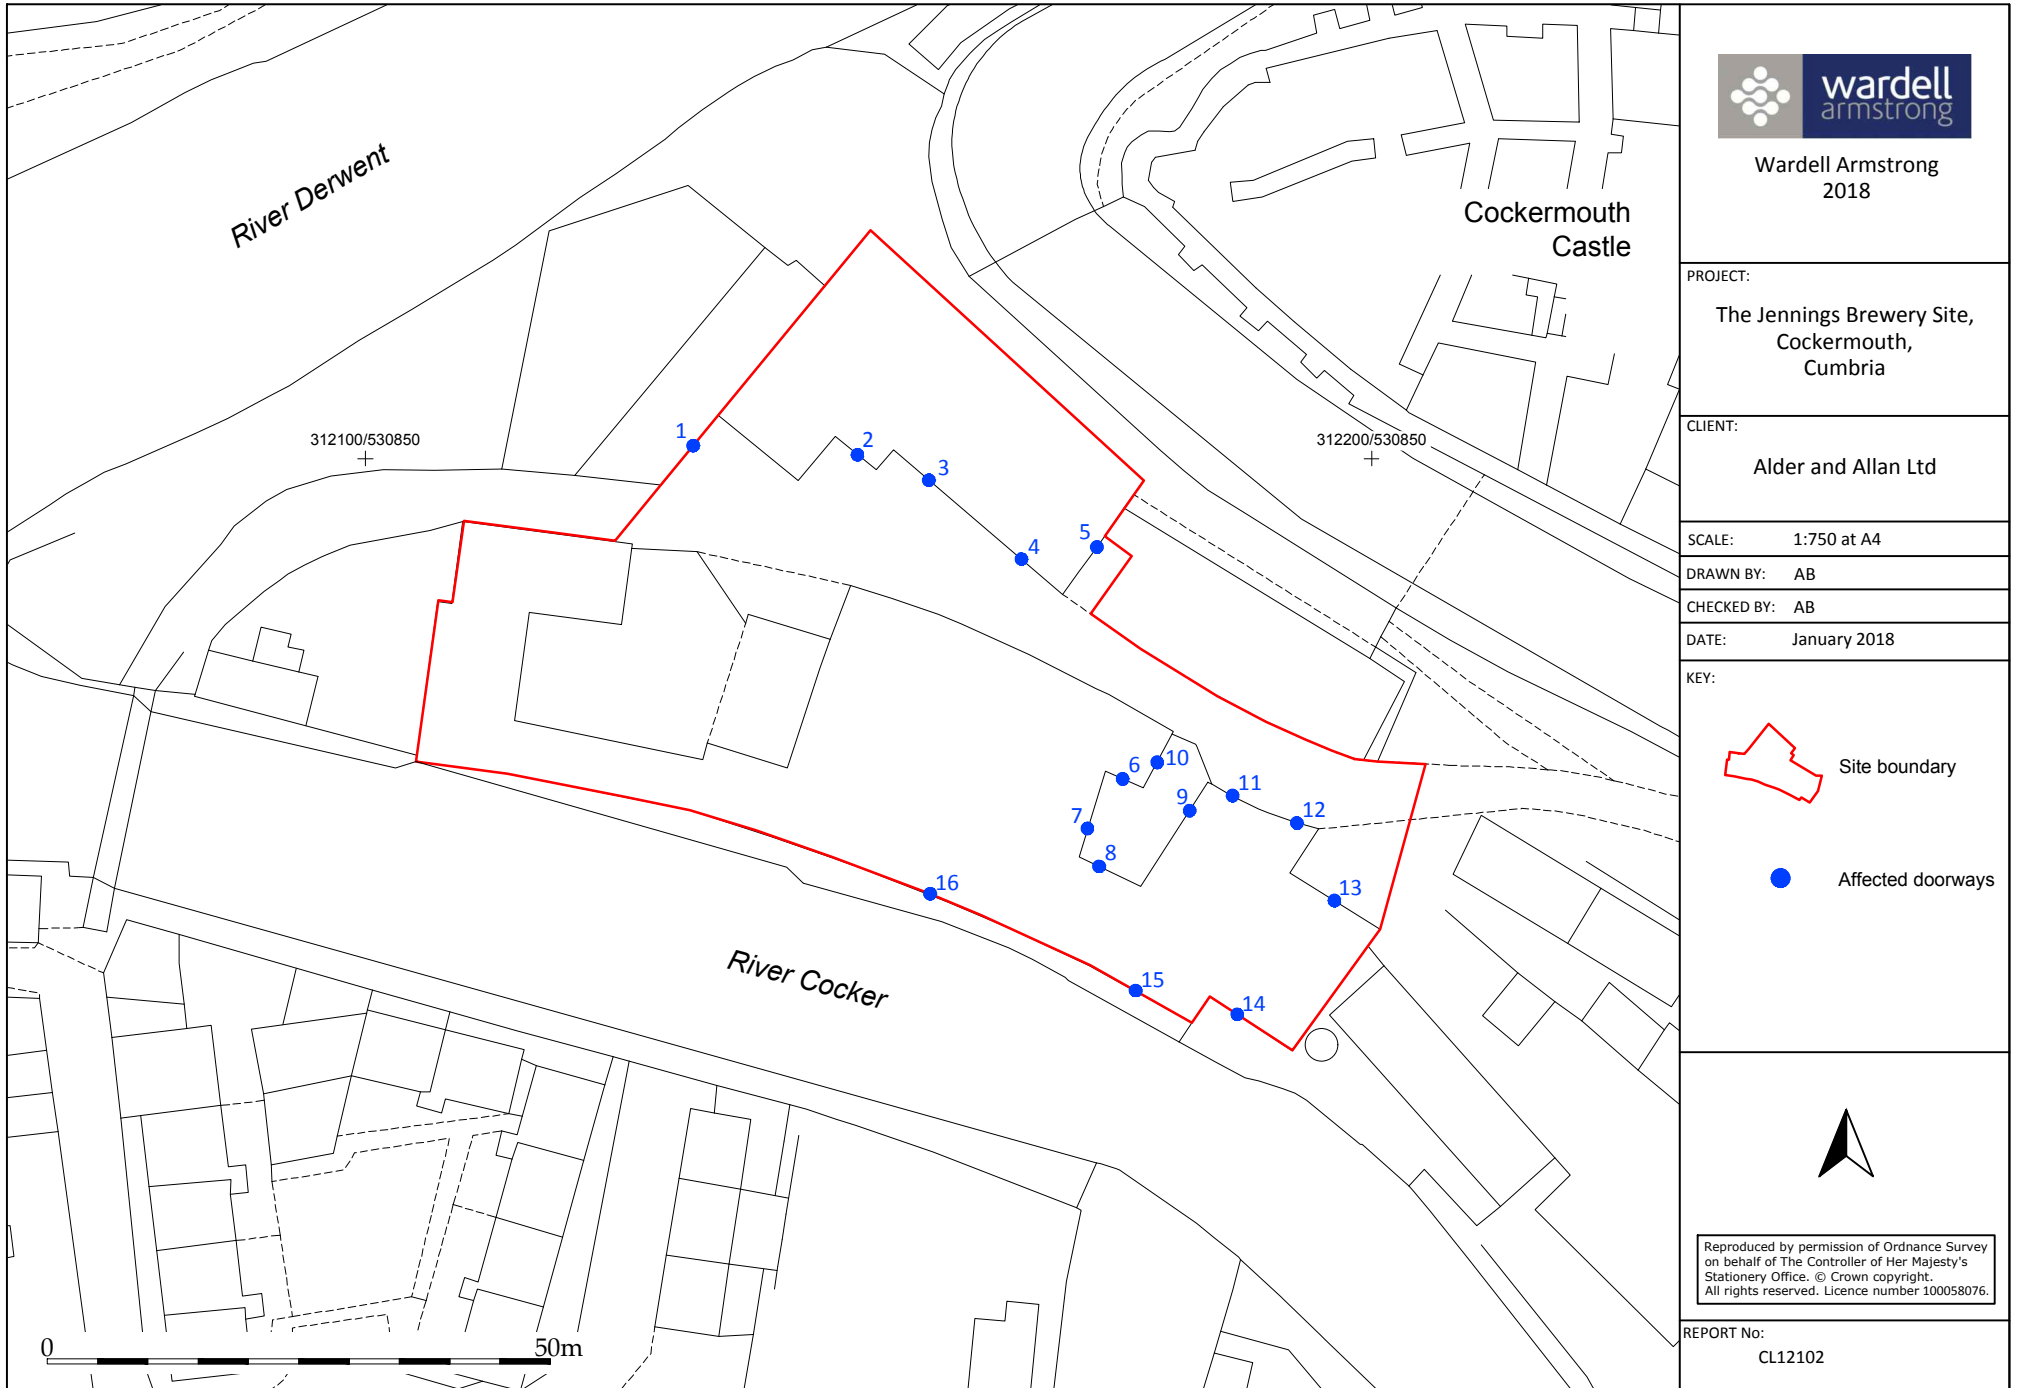 River Derwent
Cockermouth
Castle
312100/530850
312200/530850
1
2
3
4
5
6
10
7
9
11
12
8
13
16
15
14
River Cocker
0
50m
wardell
armstrong
Wardell Armstrong
2018
PROJECT:
The Jennings Brewery Site,
Cockermouth,
Cumbria
CLIENT:
Alder and Allan Ltd
SCALE: 1:750 at A4
DRAWN BY: AB
CHECKED BY: AB
DATE: January 2018
KEY:
Site boundary
Affected doorways
Reproduced by permission of Ordnance Survey
on behalf of The Controller of Her Majesty's
Stationery Office. © Crown copyright.
All rights reserved. Licence number 100058076.
REPORT No:
CL12102